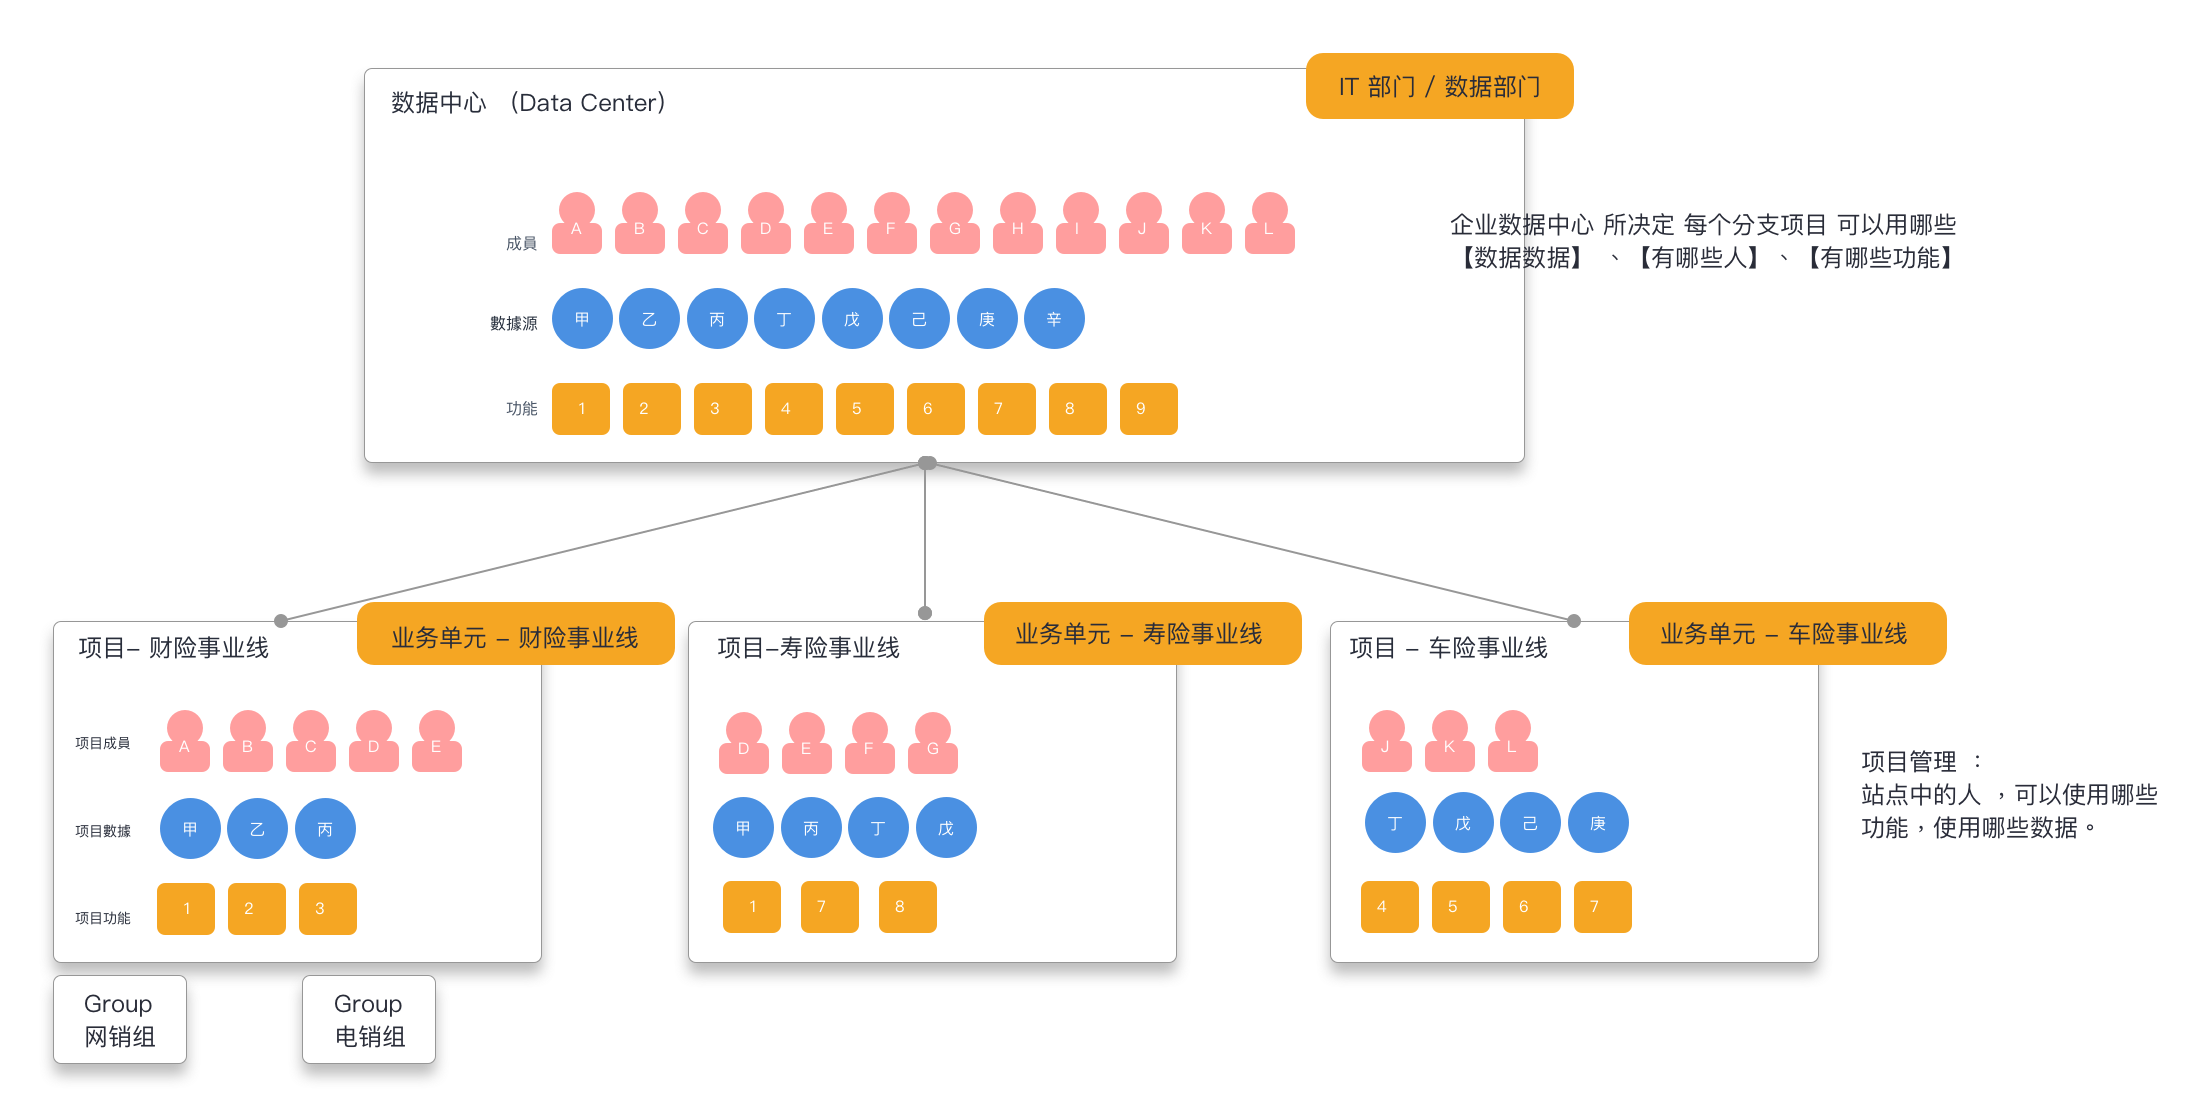 IT 部门 / 数据部门
数据中心 （Data Center）
成員
A B C D E F G H I J K L
企业数据中心 所决定 每个分支项目 可以用哪些
【数据数据】 、【有哪些人】、【有哪些功能】
數據源
甲 乙 丙 丁 戊 己 庚 辛
功能
1 2 3 4 5 6 7 8 9
业务单元 – 财险事业线
项目– 财险事业线
项目成員
A B C D E
项目數據
甲 乙 丙
项目功能
1 2 3
Group
网销组
Group
电销组
业务单元 – 寿险事业线
项目–寿险事业线
D E F G
甲 丙 丁 戊
1 7 8
业务单元 – 车险事业线
项目 – 车险事业线
J K L
丁 戊 己 庚
4 5 6 7
项目管理 ：
站点中的人 ，可以使用哪些
功能，使用哪些数据。